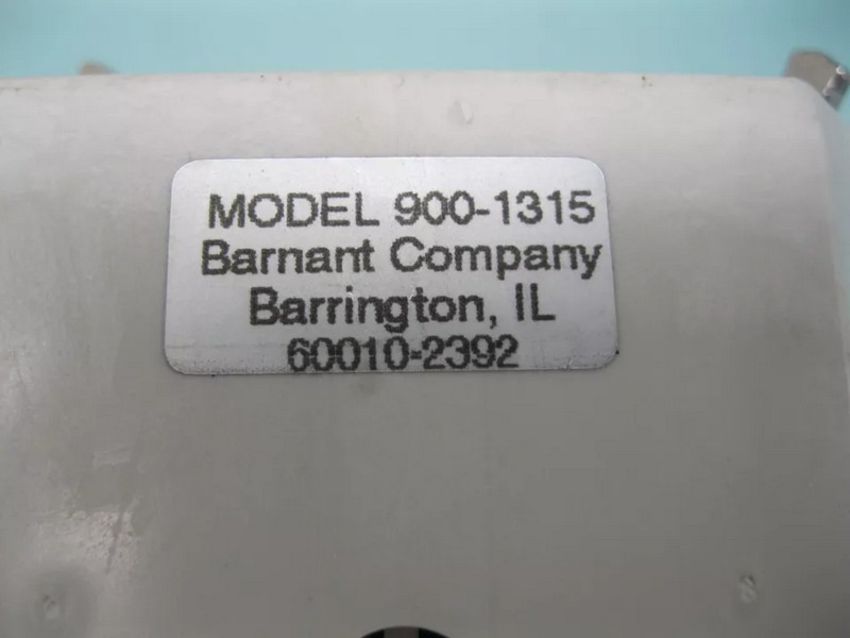 MODEL 900-1315
Barnant Company
Barrington, IL
60010-2392